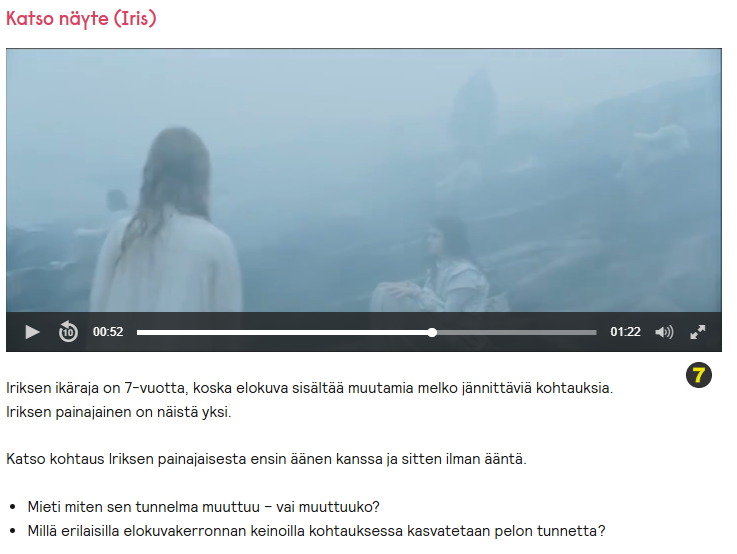 Katso näyte (Iris)
10
00:52
01:22
Iriksen ikäraja on 7-vuotta, koska elokuva sisältää muutamia melko jännittäviä kohtauksia.
7
Iriksen painajainen on näistä yksi.
Katso kohtaus Iriksen painajaisesta ensin äänen kanssa ja sitten ilman ääntä.
• Mieti miten sen tunnelma muuttuu – vai muuttuuko?
• Millä erilaisilla elokuvakerronnan keinoilla kohtauksessa kasvatetaan pelon tunnetta?